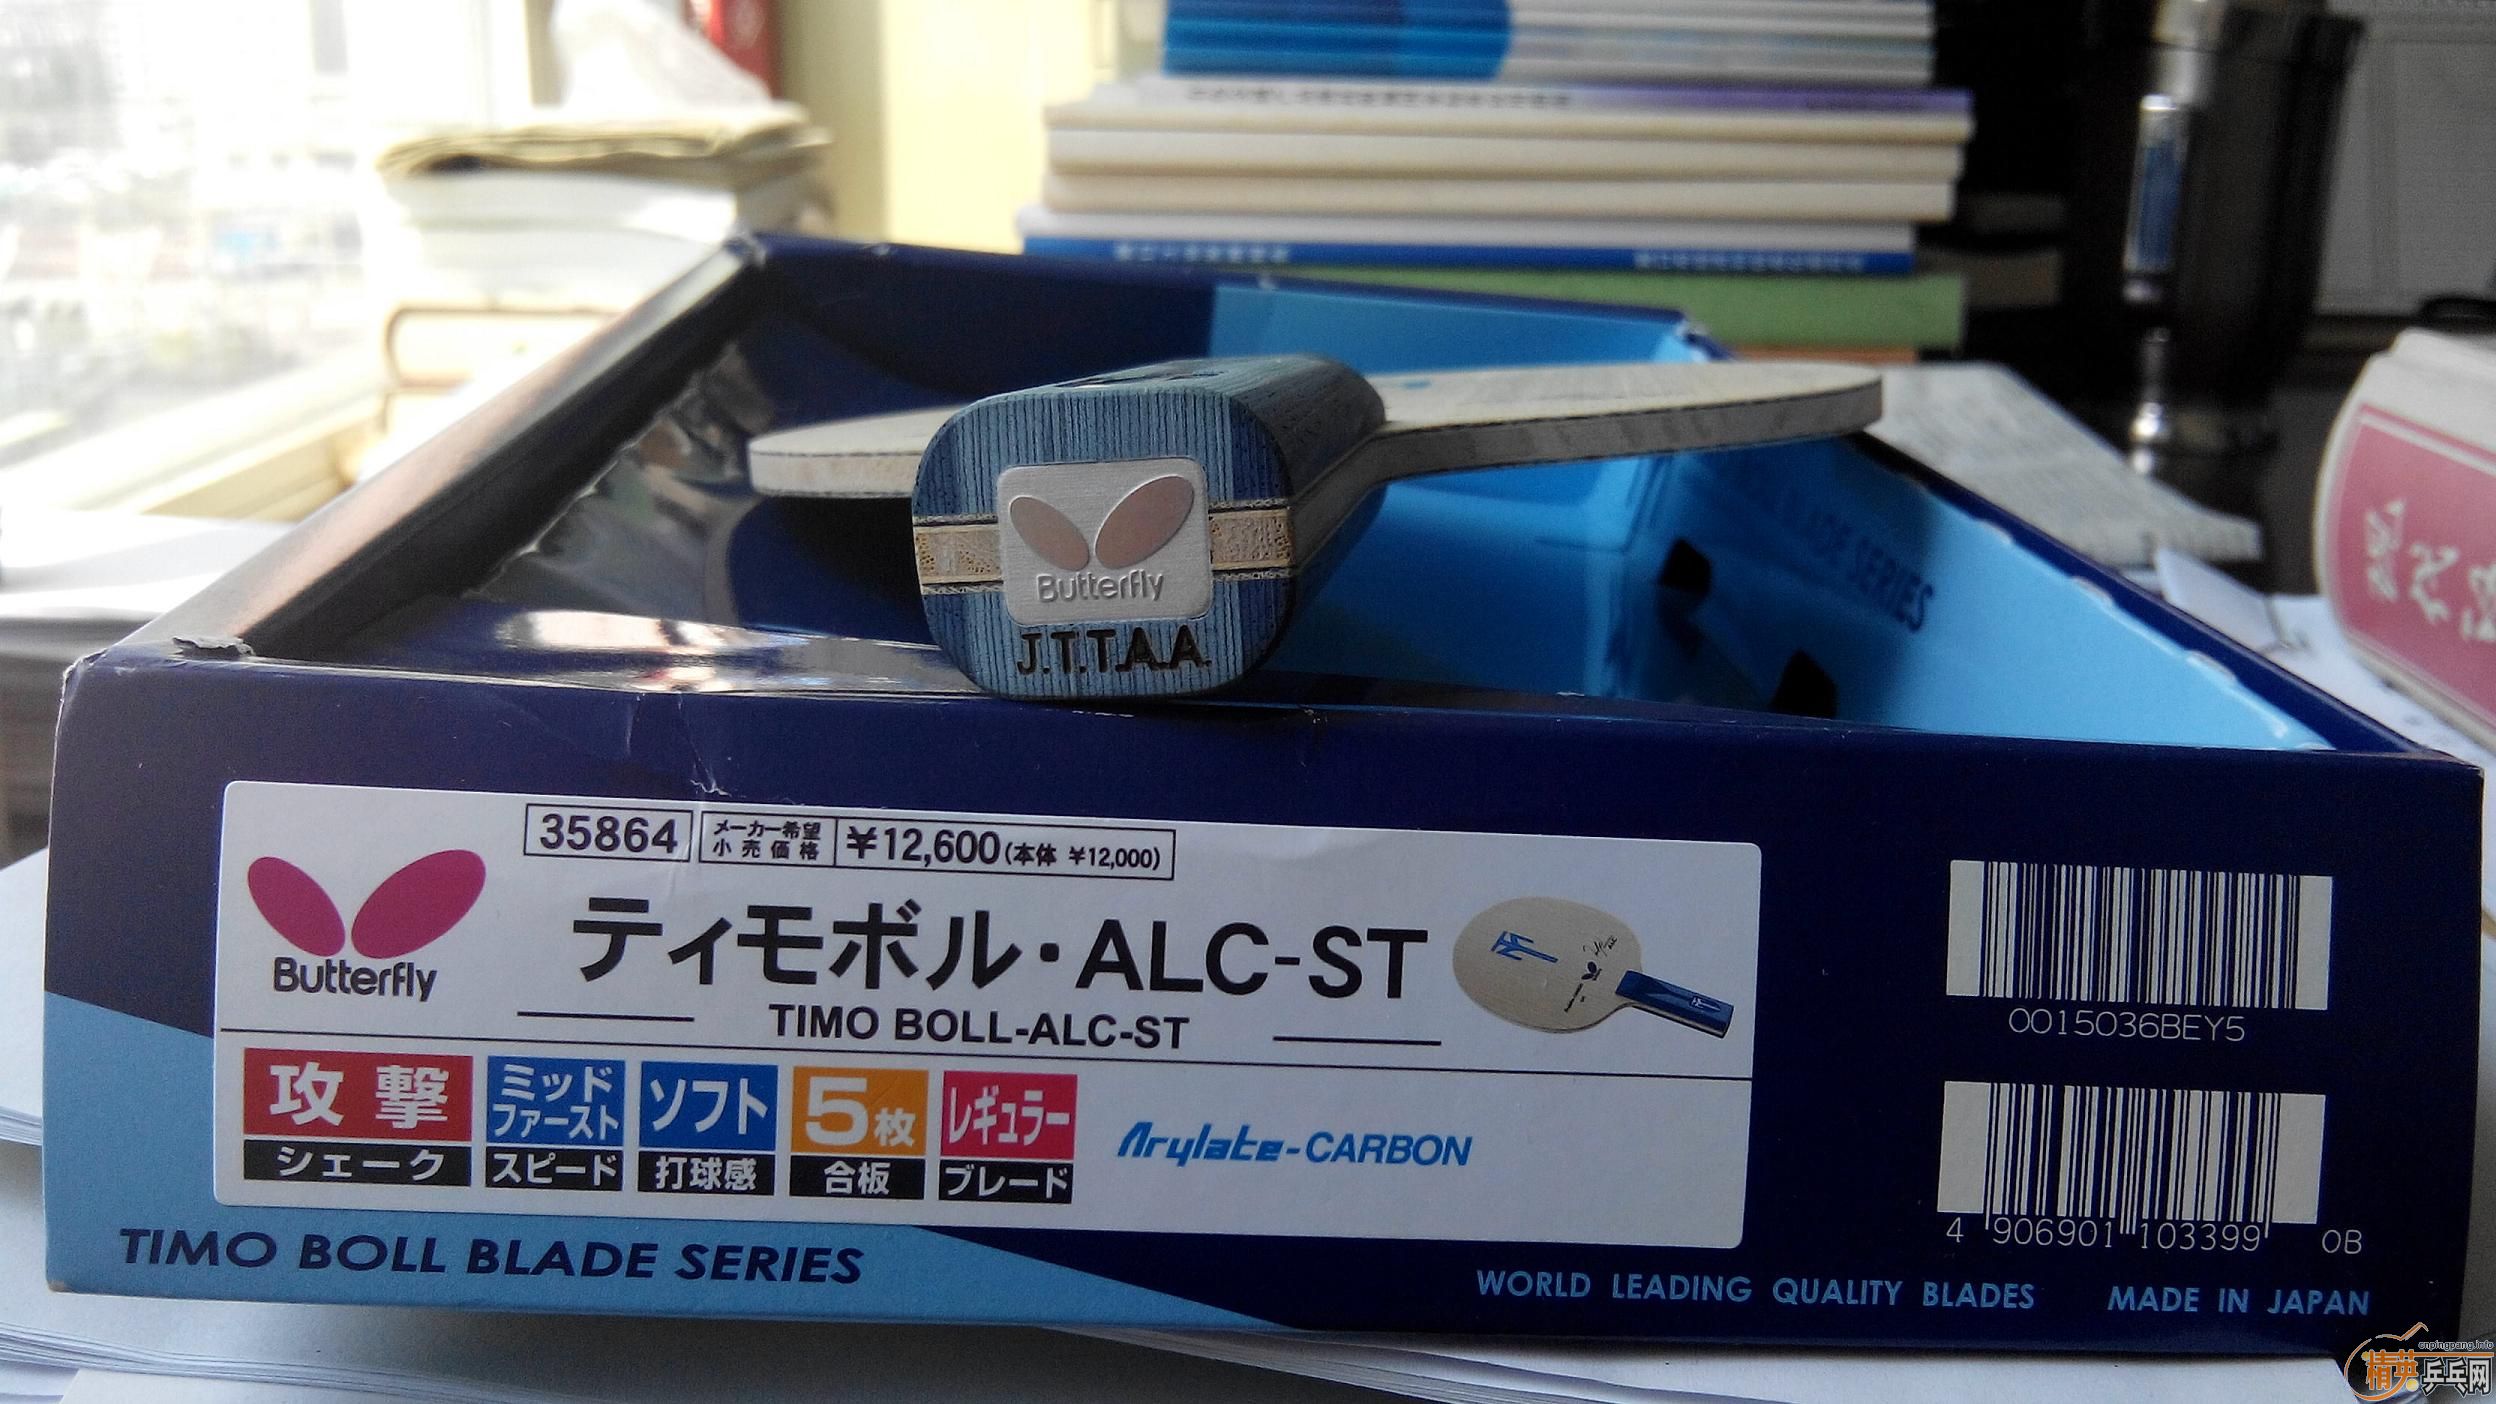 OF SERIES
Butterfly
J.T.T.A.A.
35864
メーカー希望
小売価格
¥12,600(本体 ¥12,000)
Butterfly
ティモボル・ALC-ST
TIMO BOLL-ALC-ST
攻撃
シェーク
ミッド
ファースト
スピード
ソフト
打球感
5枚
合板
レギュラー
ブレード
Arylate-CARBON
0015036BEY5
4 906901 103399 0B
TIMO BOLL BLADE SERIES
WORLD LEADING QUALITY BLADES MADE IN JAPAN
cnpingpang.info
精英乒乓网